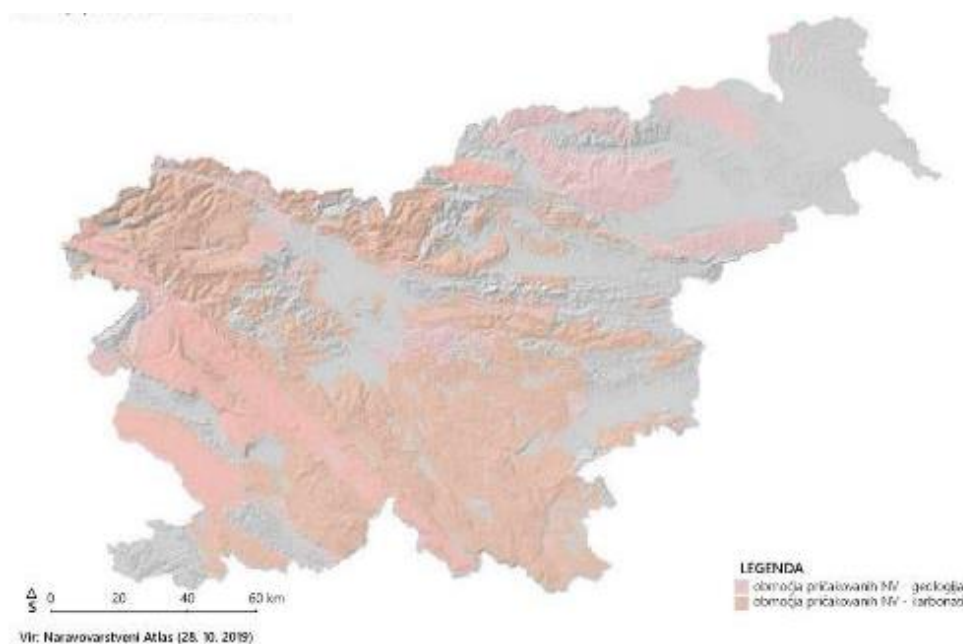 LEGENDA
območja pričakovanih NV - geologija
območja pričakovanih NV - karbonati
S 0 20 40 60 km
Vir: Naravovarstveni Atlas (28. 10. 2019)